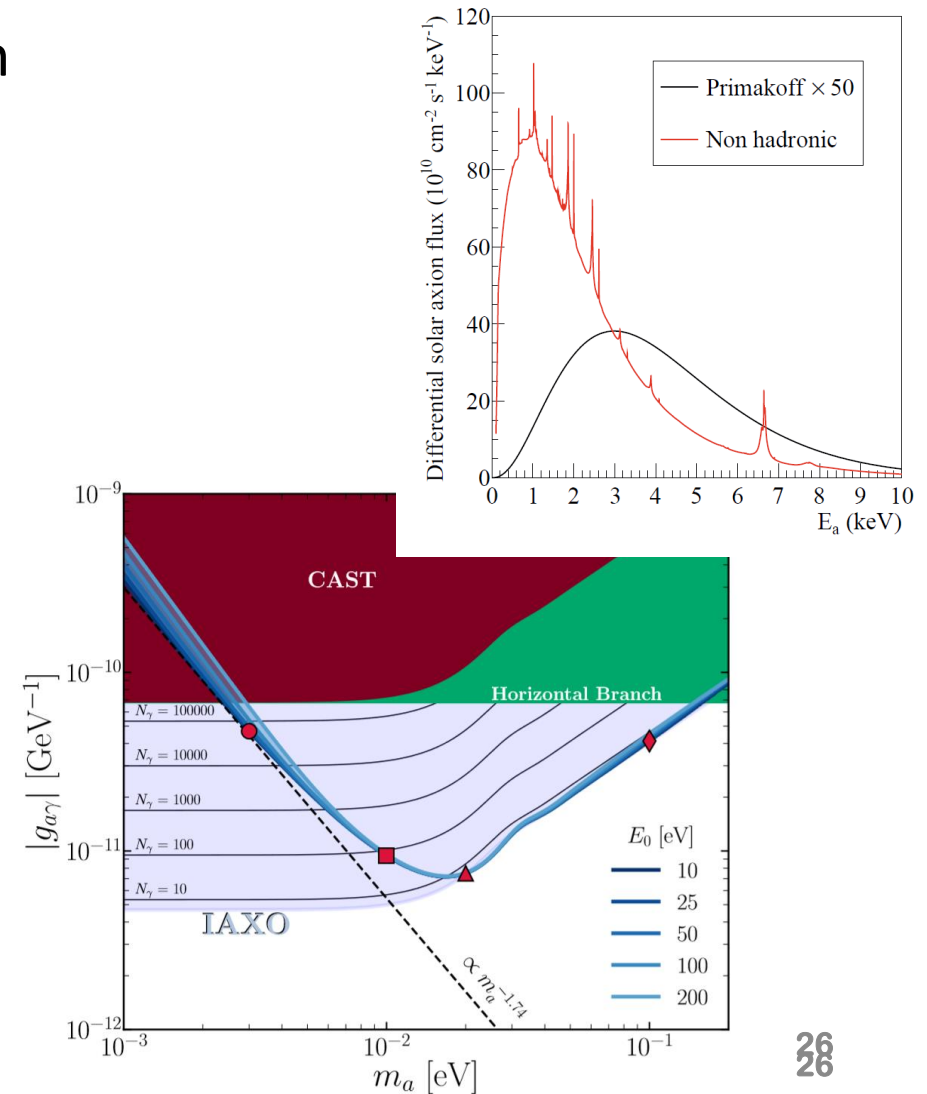 n
Differential solar axion flux (10¹⁰ cm⁻² s⁻¹ keV⁻¹)
120
100
80
60
40
20
0
Primakoff × 50
Non hadronic
0 1 2 3 4 5 6 7 8 9 10
Eₐ (keV)
|g_{aγ}| [GeV⁻¹]
10⁻⁹
10⁻¹⁰
10⁻¹¹
10⁻¹²
CAST
Horizontal Branch
N_γ = 100000
N_γ = 10000
N_γ = 1000
N_γ = 100
N_γ = 10
IAXO
∝ mₐ^{−1.74}
E₀ [eV]
10
25
50
100
200
10⁻³ 10⁻² 10⁻¹
mₐ [eV]
26
26